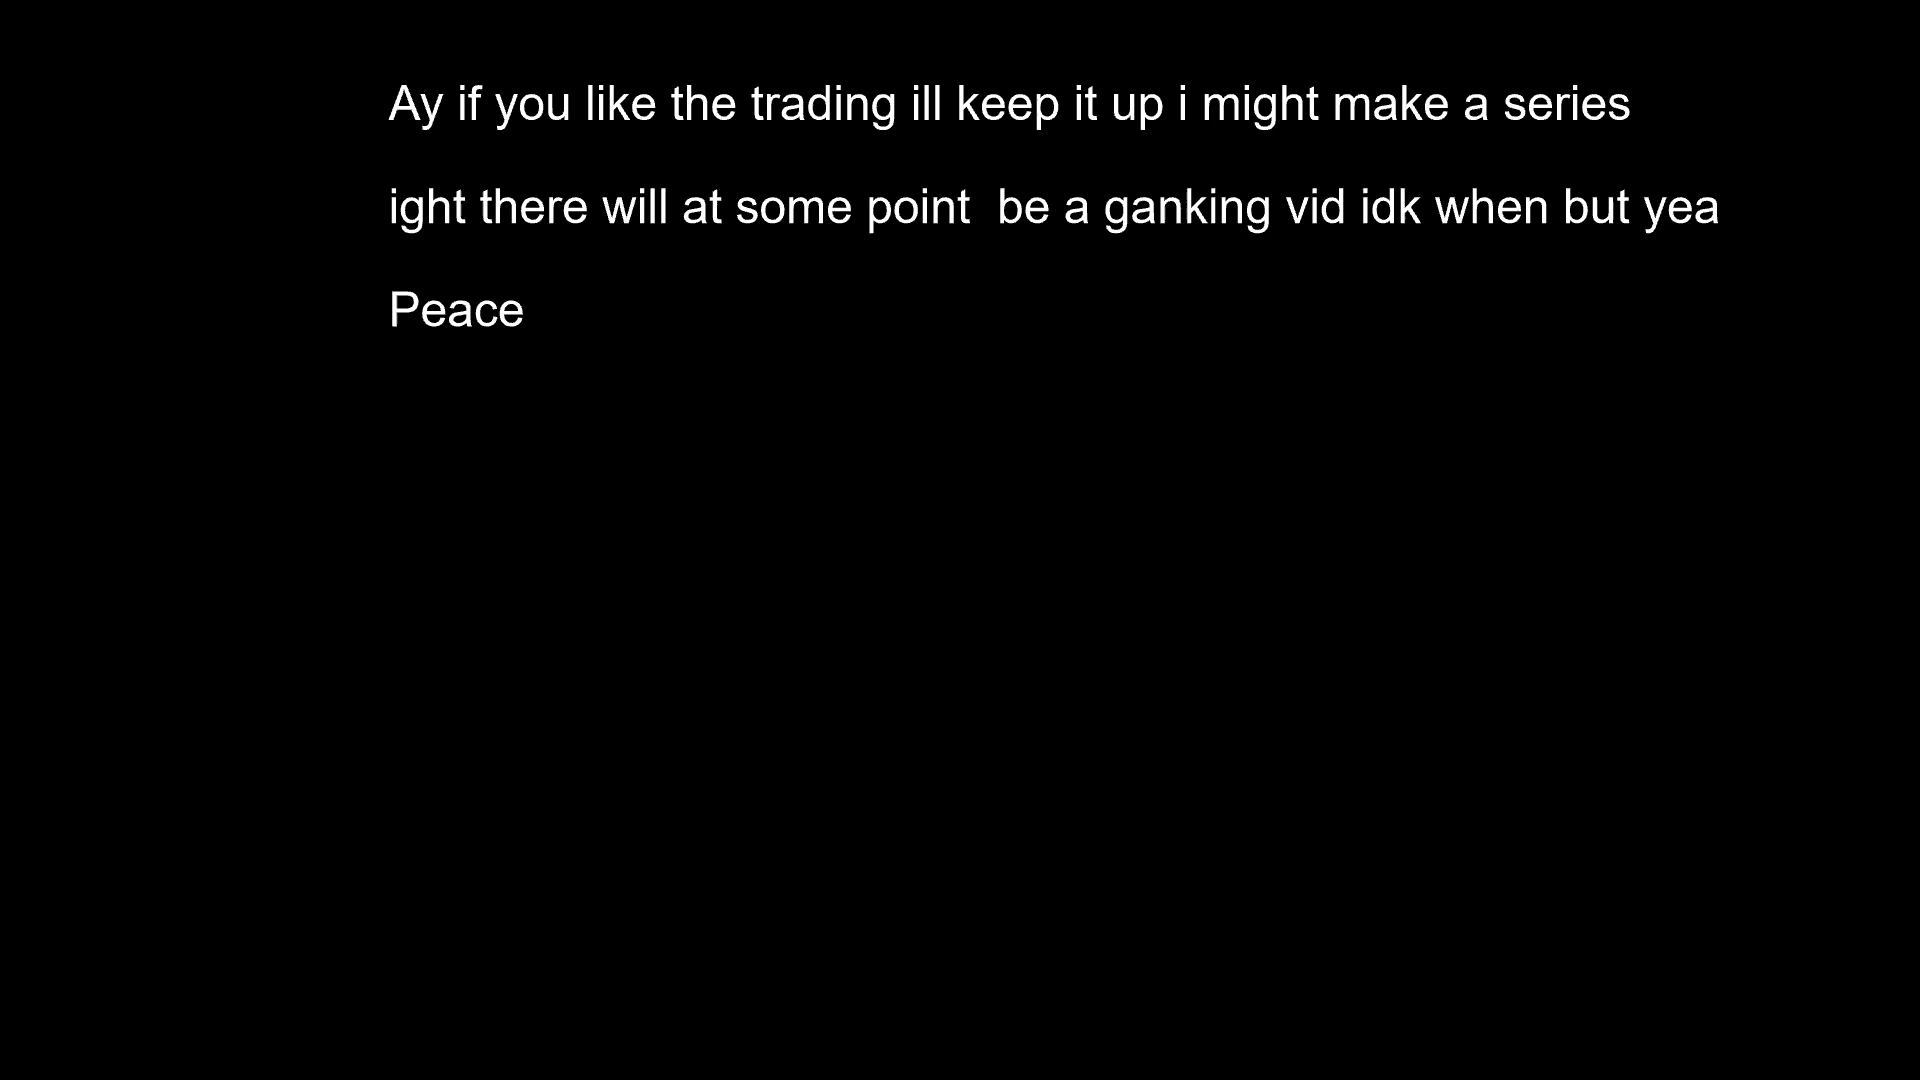 Ay if you like the trading ill keep it up i might make a series
ight there will at some point  be a ganking vid idk when but yea
Peace